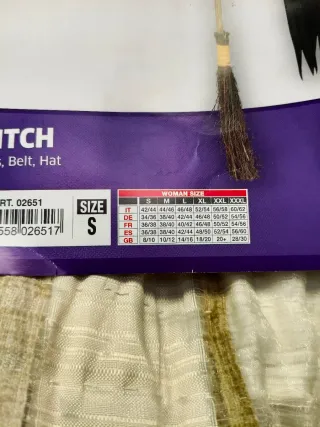 ITCH
s, Belt, Hat
RT. 02651
558 026517
SIZE
S
WOMAN SIZE
S M L XL XXL XXXL
IT 42/44 44/46 46/48 52/54 56/58 60/62
DE 34/36 38/40 40/42 48/50 54/56
FR 36/38 38/40 40/42 46/48 50/52 54/56
ES 36/38 40/42 44/46 48/50 52/54 56/60
GB 8/10 10/12 14/16 18/20 20+ 28/30